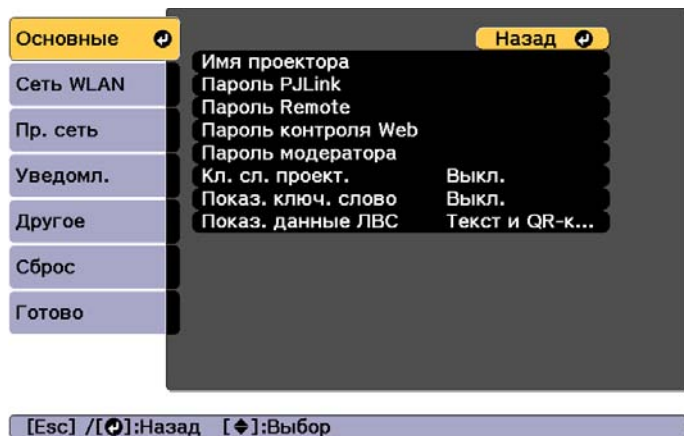 Основные
Сеть WLAN
Пр. сеть
Уведомл.
Другое
Сброс
Готово
Назад
Имя проектора
Пароль PJLink
Пароль Remote
Пароль контроля Web
Пароль модератора
Кл. сл. проект. Выкл.
Показ. ключ. слово Выкл.
Показ. данные ЛВС Текст и QR-к...
[Esc] /[ ]:Назад [ ]:Выбор